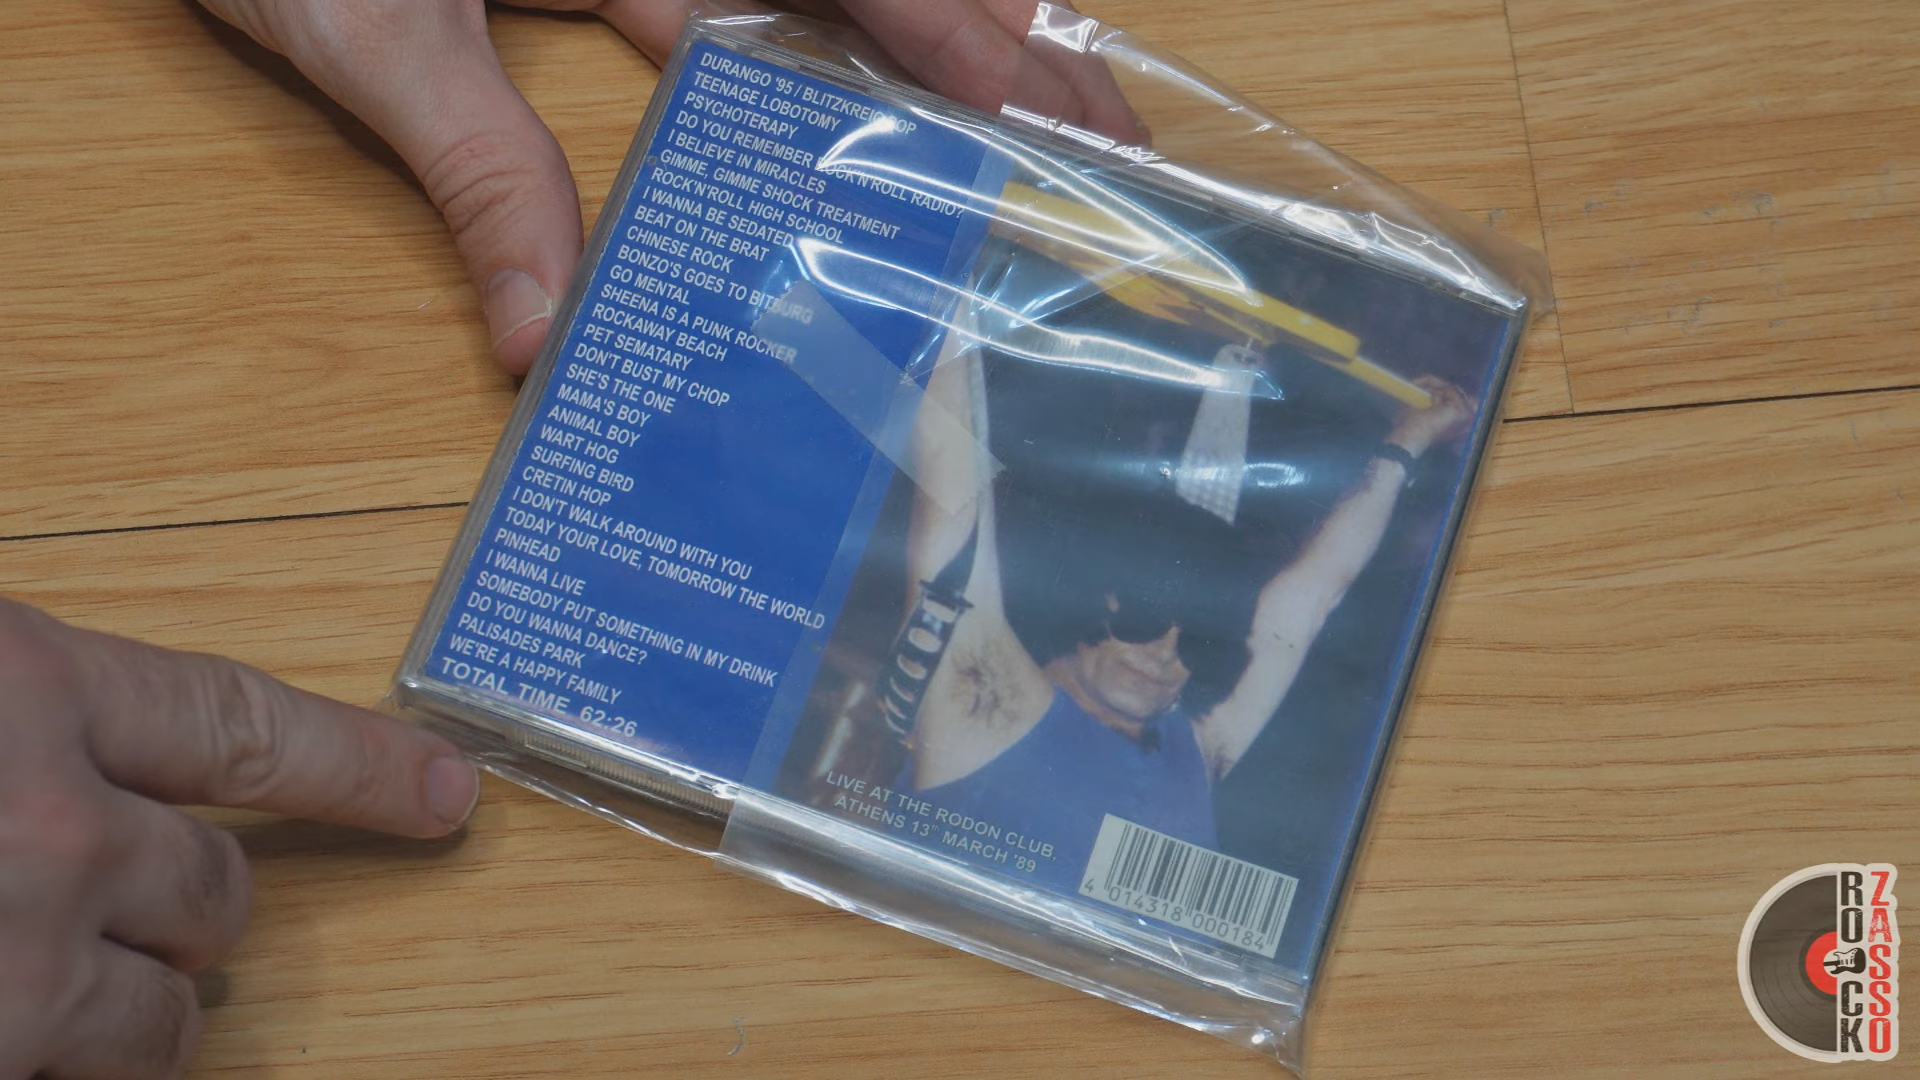 DURANGO '95 / BLITZKREIG BOP
TEENAGE LOBOTOMY
PSYCHOTERAPY
DO YOU REMEMBER ROCK'N'ROLL RADIO?
I BELIEVE IN MIRACLES
GIMME, GIMME SHOCK TREATMENT
ROCK'N'ROLL HIGH SCHOOL
I WANNA BE SEDATED
BEAT ON THE BRAT
CHINESE ROCK
BONZO'S GOES TO BITBURG
GO MENTAL
SHEENA IS A PUNK ROCKER
ROCKAWAY BEACH
PET SEMATARY
DON'T BUST MY CHOP
SHE'S THE ONE
MAMA'S BOY
ANIMAL BOY
WART HOG
SURFING BIRD
CRETIN HOP
I DON'T WALK AROUND WITH YOU
TODAY YOUR LOVE, TOMORROW THE WORLD
PINHEAD
I WANNA LIVE
SOMEBODY PUT SOMETHING IN MY DRINK
DO YOU WANNA DANCE?
PALISADES PARK
WE'RE A HAPPY FAMILY
TOTAL TIME 62:26
LIVE AT THE RODON CLUB,
ATHENS 13th MARCH '89
4 014318 000184
ROCK
ZASSO